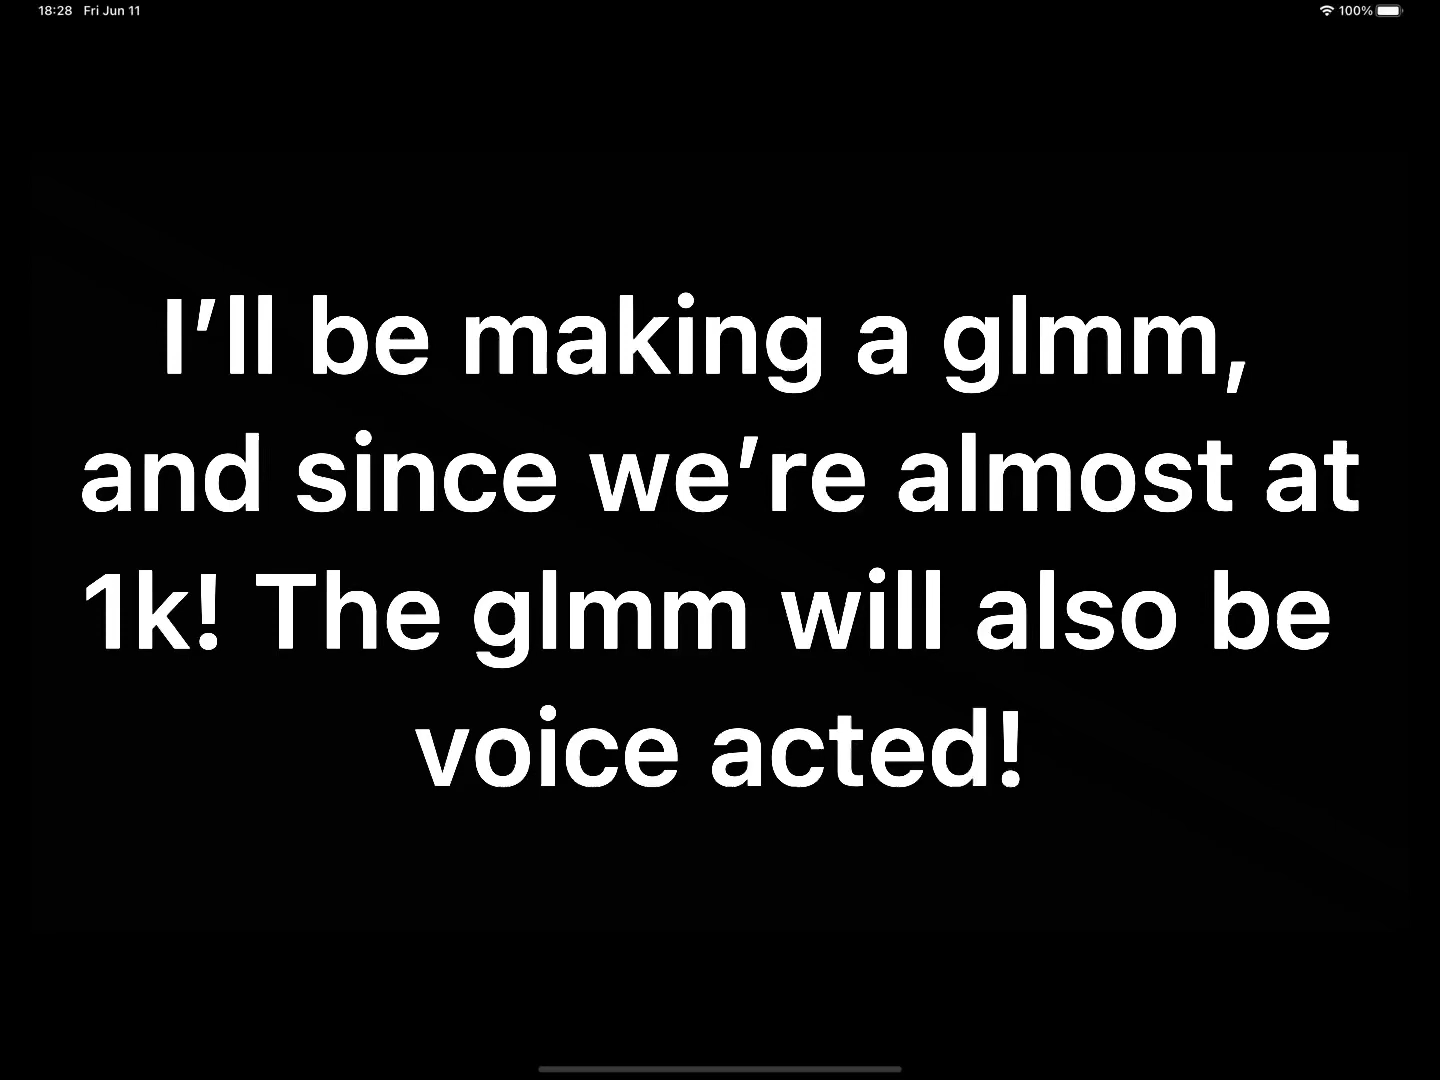 18:28 Fri Jun 11 100%
I’ll be making a glmm,
and since we’re almost at
1k! The glmm will also be
voice acted!